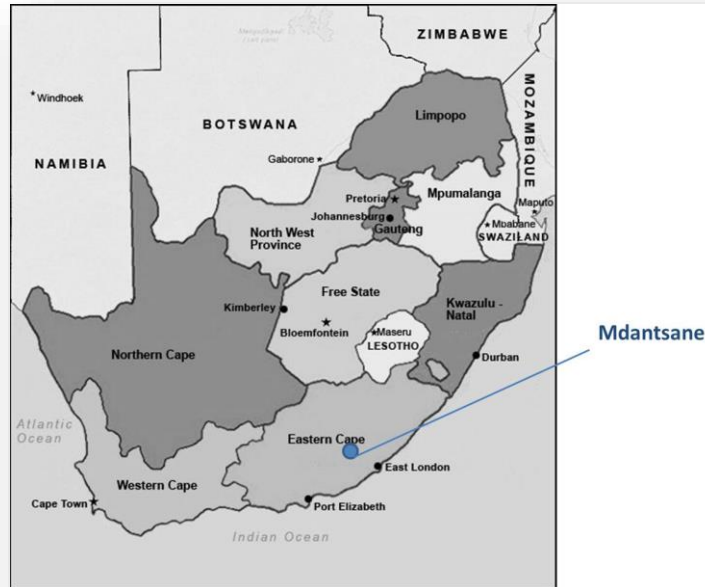 ZIMBABWE
Windhoek
BOTSWANA
Limpopo
MOZAMBIQUE
NAMIBIA
Gaborone
Pretoria
Mpumalanga
Maputo
Johannesburg
North West
Province
Gauteng
Mbabane
SWAZILAND
Free State
Kwazulu -
Natal
Kimberley
Bloemfontein
Maseru
LESOTHO
Mdantsane
Northern Cape
Durban
Atlantic
Ocean
Eastern Cape
East London
Western Cape
Cape Town
Port Elizabeth
Indian Ocean